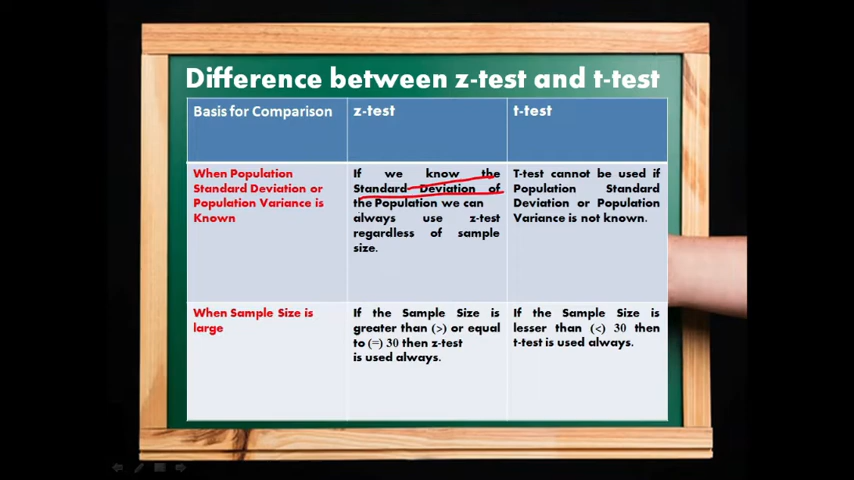 Difference between z-test and t-test
Basis for Comparison
z-test
t-test
When Population
Standard Deviation or
Population Variance is
Known
If we know the
Standard Deviation of
the Population we can
always use z-test
regardless of sample
size.
T-test cannot be used if
Population Standard
Deviation or Population
Variance is not known.
When Sample Size is
large
If the Sample Size is
greater than (>) or equal
to (=) 30 then z-test
is used always.
If the Sample Size is
lesser than (<) 30 then
t-test is used always.